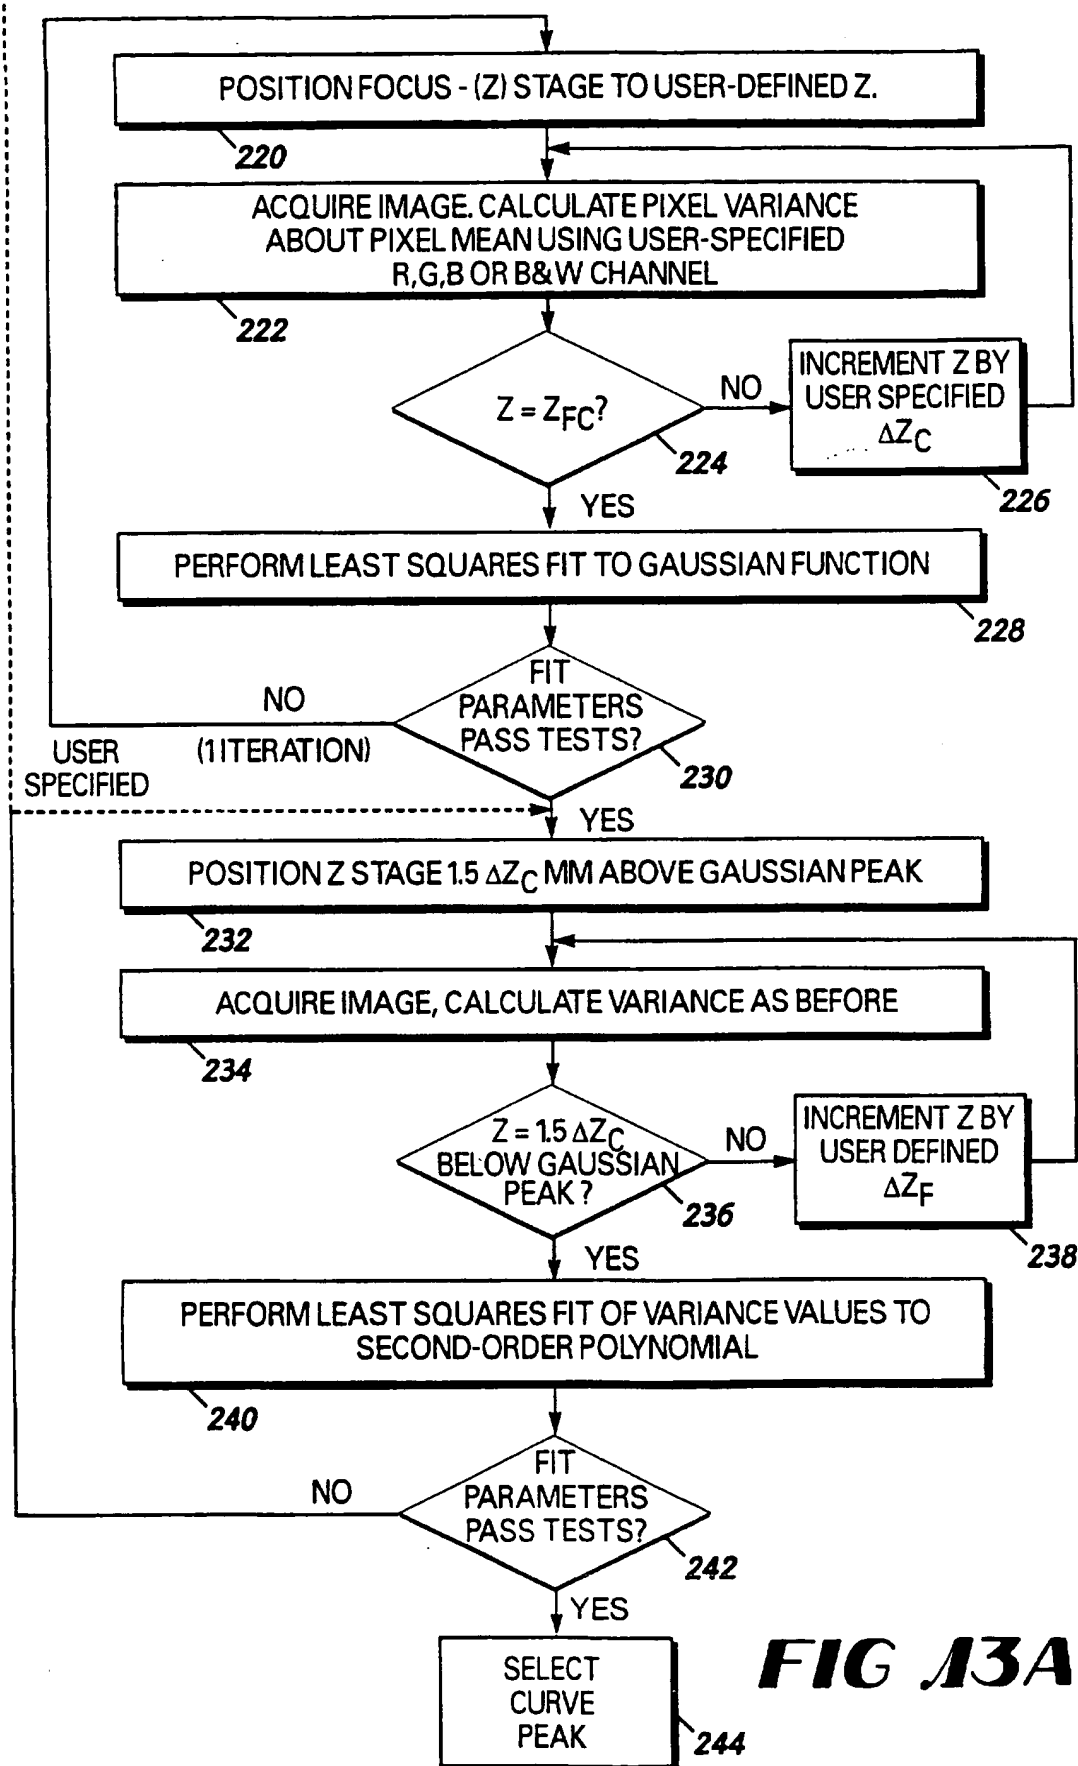 POSITION FOCUS - (Z) STAGE TO USER-DEFINED Z.
220
ACQUIRE IMAGE. CALCULATE PIXEL VARIANCE
ABOUT PIXEL MEAN USING USER-SPECIFIED
R,G,B OR B&W CHANNEL
222
Z = Z_FC?
224
NO
INCREMENT Z BY
USER SPECIFIED
ΔZ_C
226
YES
PERFORM LEAST SQUARES FIT TO GAUSSIAN FUNCTION
228
FIT
PARAMETERS
PASS TESTS?
230
NO
(1 ITERATION)
USER
SPECIFIED
YES
POSITION Z STAGE 1.5 ΔZ_C MM ABOVE GAUSSIAN PEAK
232
ACQUIRE IMAGE, CALCULATE VARIANCE AS BEFORE
234
Z = 1.5 ΔZ_C
BELOW GAUSSIAN
PEAK?
236
NO
INCREMENT Z BY
USER DEFINED
ΔZ_F
238
YES
PERFORM LEAST SQUARES FIT OF VARIANCE VALUES TO
SECOND-ORDER POLYNOMIAL
240
FIT
PARAMETERS
PASS TESTS?
242
NO
YES
SELECT
CURVE
PEAK
244
FIG 13A